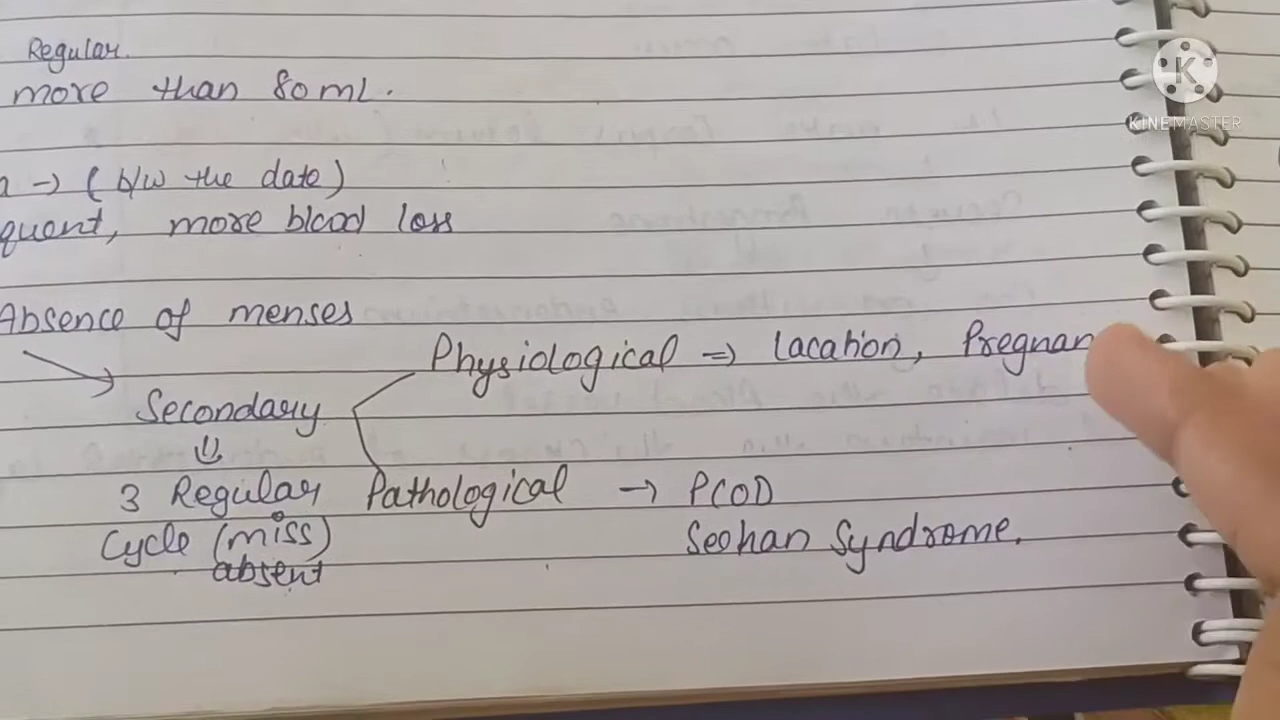 Regular.
more than 80 mL.
KINEMASTER
a -> ( b/w the date )
quent, more blood loss
Absence of menses
Physiological => lacation, Pregnan
Secondary
3 Regular Pathological -> PCOD
Cycle (miss) Seehan Syndrome.
absent